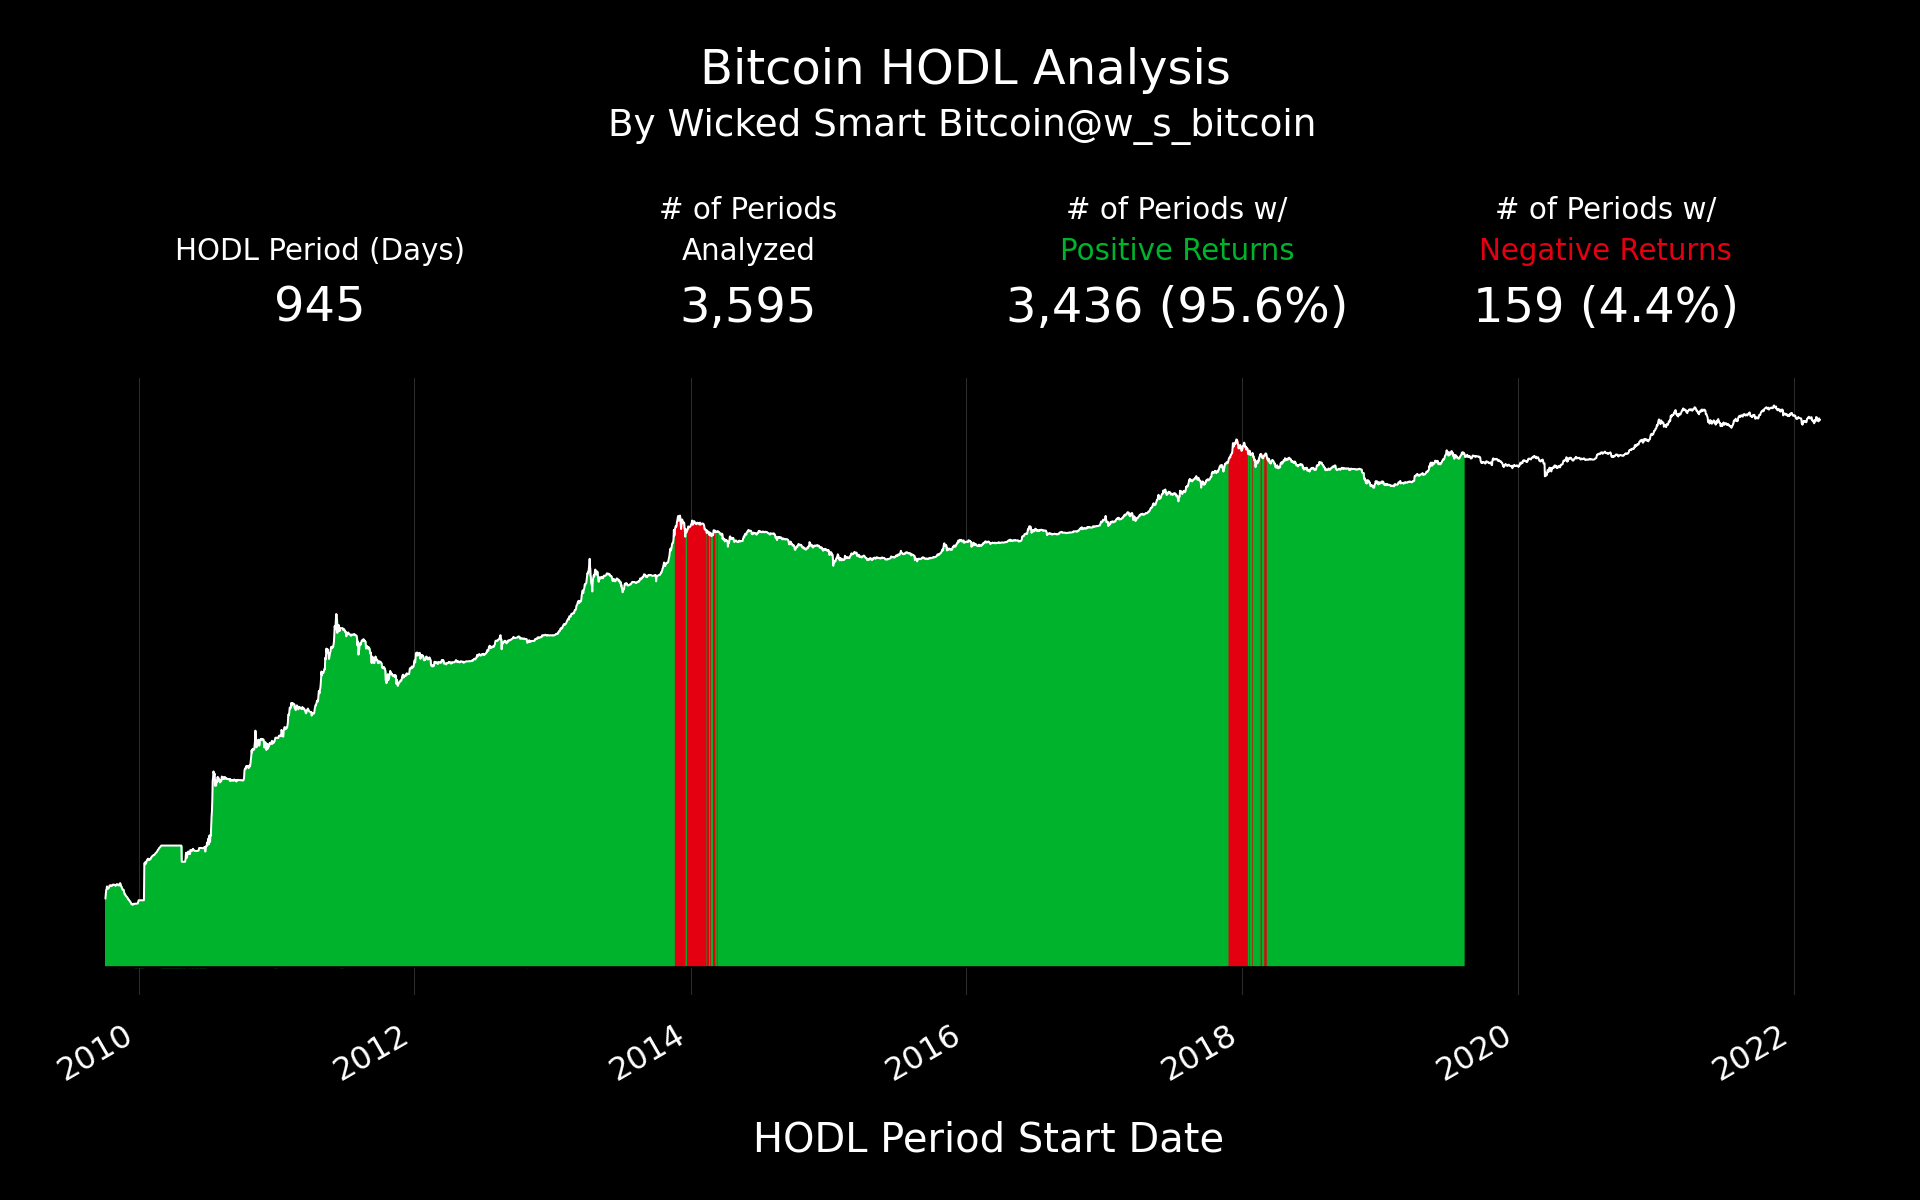 Bitcoin HODL Analysis
By Wicked Smart Bitcoin@w_s_bitcoin
HODL Period (Days)
945
# of Periods
Analyzed
3,595
# of Periods w/
Positive Returns
3,436 (95.6%)
# of Periods w/
Negative Returns
159 (4.4%)
2010
2012
2014
2016
2018
2020
2022
HODL Period Start Date